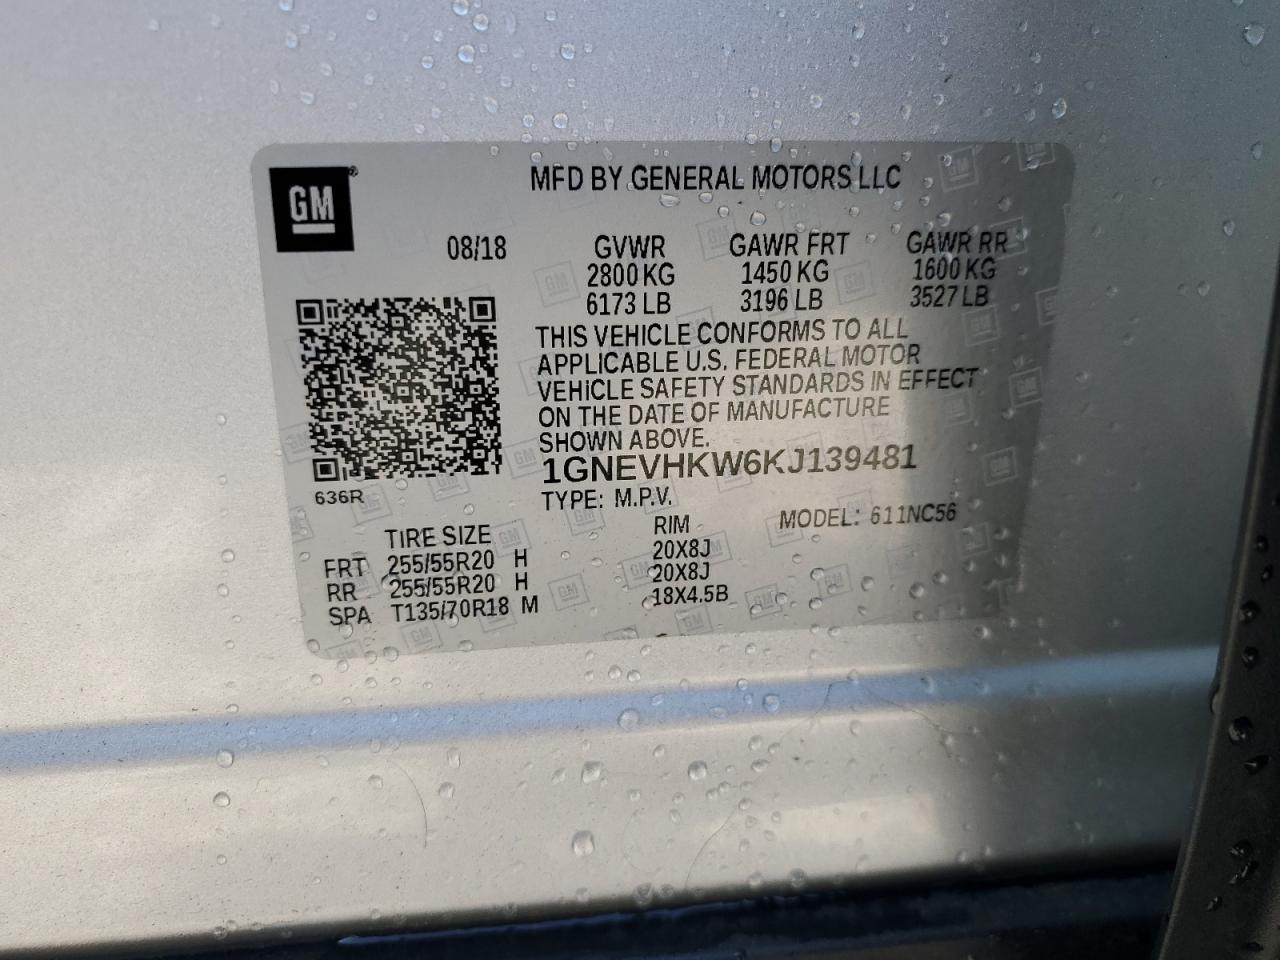 GM®
MFD BY GENERAL MOTORS LLC
08/18 GVWR GAWR FRT GAWR RR
2800 KG 1450 KG 1600 KG
6173 LB 3196 LB 3527 LB
THIS VEHICLE CONFORMS TO ALL
APPLICABLE U.S. FEDERAL MOTOR
VEHICLE SAFETY STANDARDS IN EFFECT
ON THE DATE OF MANUFACTURE
SHOWN ABOVE.
1GNEVHKW6KJ139481
636R
TYPE: M.P.V.
MODEL: 611NC56
TIRE SIZE RIM
FRT 255/55R20 H 20X8J
RR 255/55R20 H 20X8J
SPA T135/70R18 M 18X4.5B